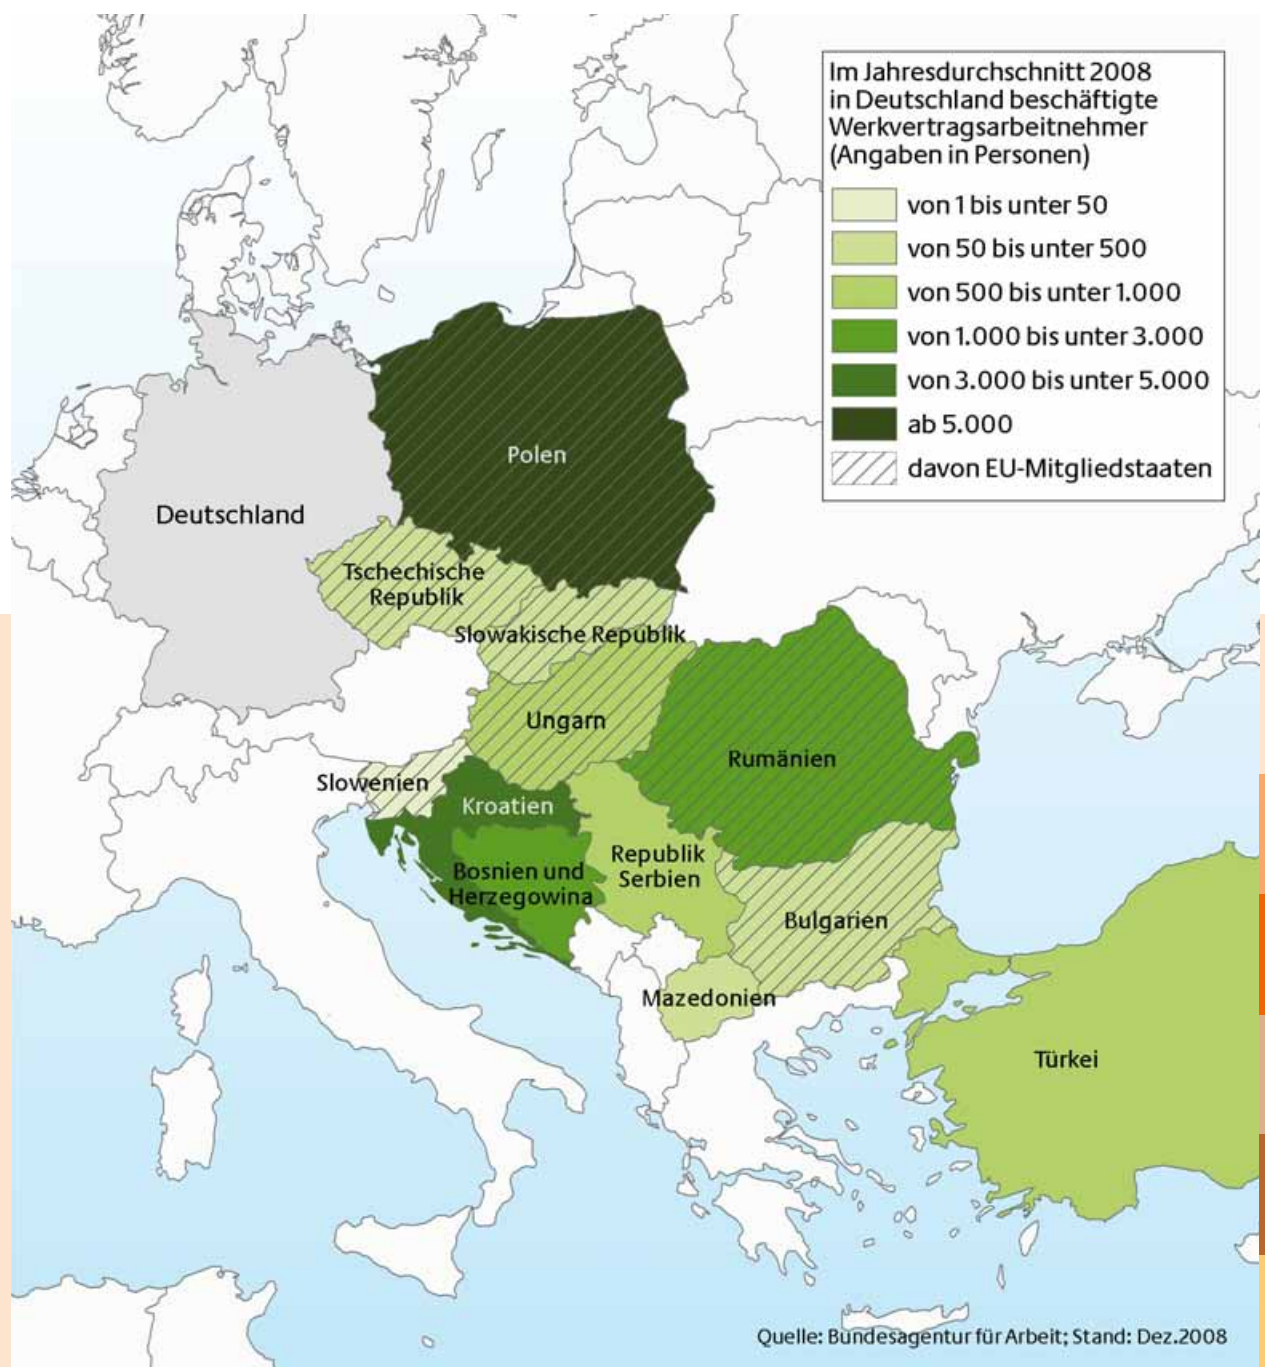 Im Jahresdurchschnitt 2008
in Deutschland beschäftigte
Werkvertragsarbeitnehmer
(Angaben in Personen)
von 1 bis unter 50
von 50 bis unter 500
von 500 bis unter 1.000
von 1.000 bis unter 3.000
von 3.000 bis unter 5.000
ab 5.000
davon EU-Mitgliedstaaten
Polen
Deutschland
Tschechische
Republik
Slowakische Republik
Ungarn
Rumänien
Slowenien
Kroatien
Republik
Serbien
Bosnien und
Herzegowina
Bulgarien
Mazedonien
Türkei
Quelle: Bundesagentur für Arbeit; Stand: Dez.2008